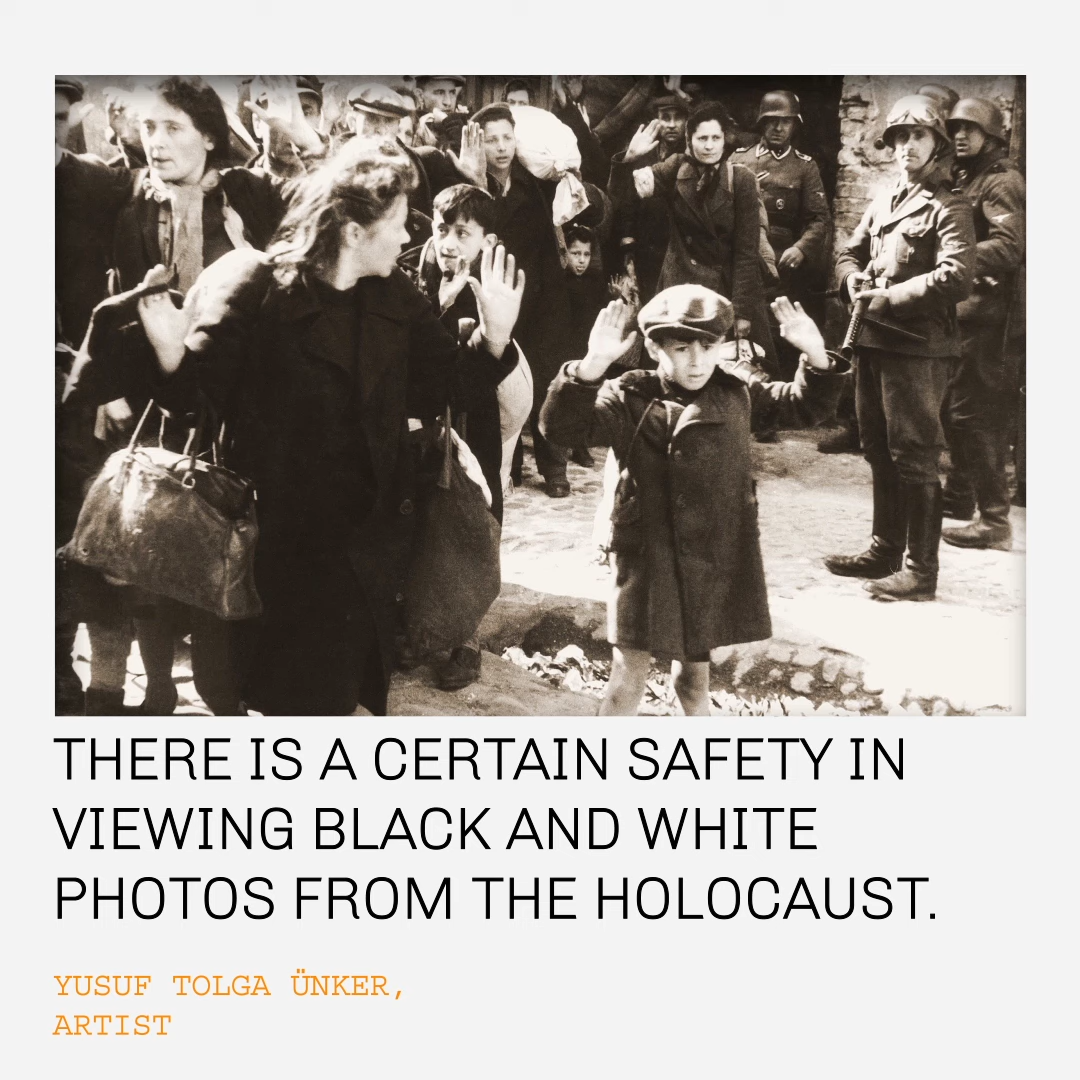 THERE IS A CERTAIN SAFETY IN
VIEWING BLACK AND WHITE
PHOTOS FROM THE HOLOCAUST.
YUSUF TOLGA ÜNKER,
ARTIST